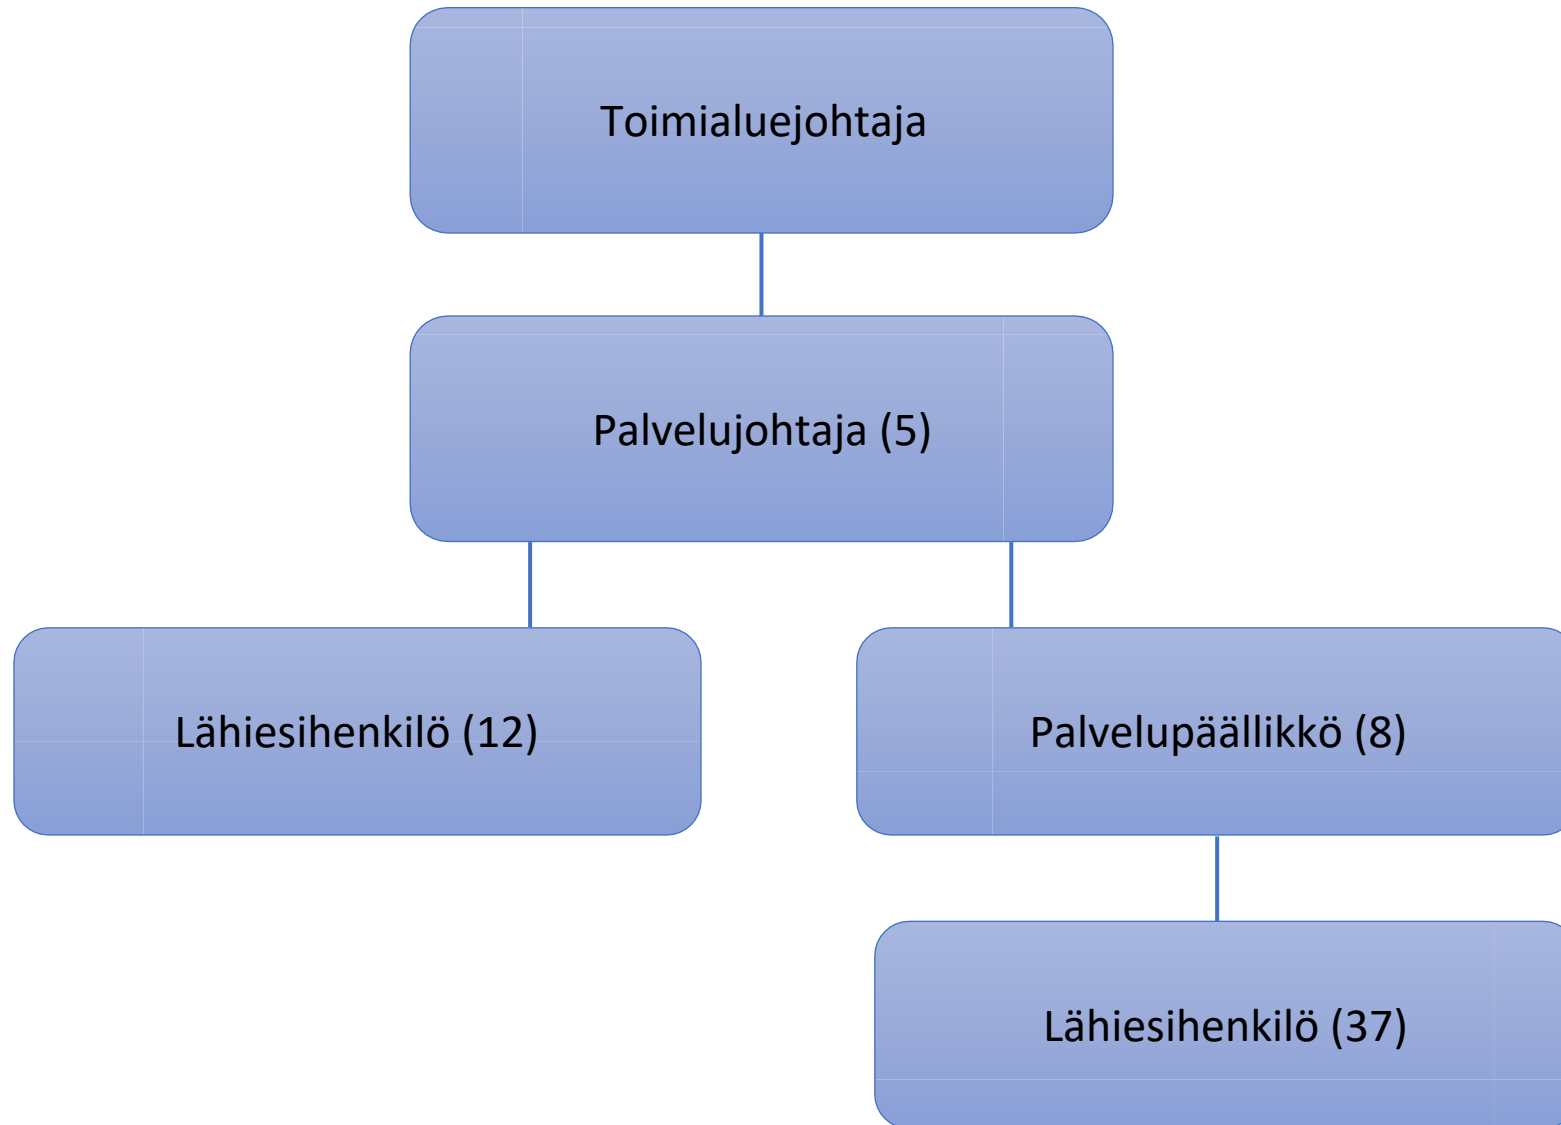 Toimialuejohtaja
Palvelujohtaja (5)
Lähiesihenkilö (12)
Palvelupäällikkö (8)
Lähiesihenkilö (37)